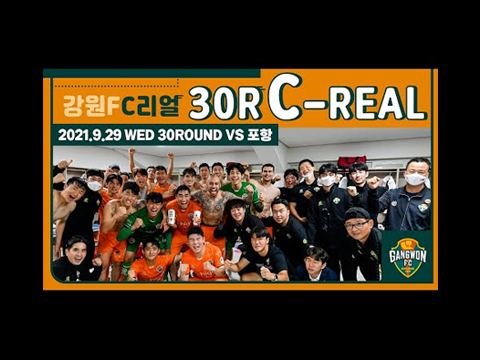 강원FC리얼 30R C-REAL
2021.9.29 WED 30ROUND VS 포항
GANGWON
FC